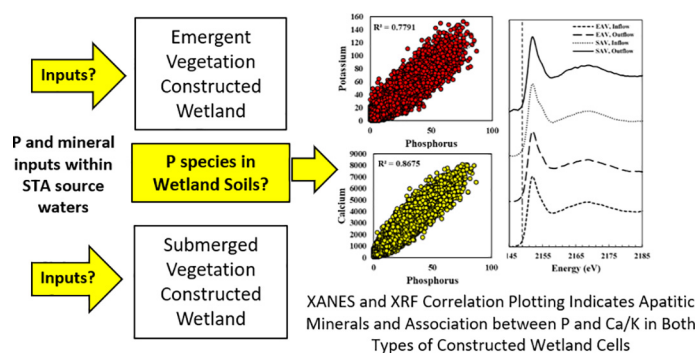 Inputs?
Emergent
Vegetation
Constructed
Wetland
P and mineral
inputs within
STA source
waters
P species in
Wetland Soils?
Inputs?
Submerged
Vegetation
Constructed
Wetland
R² = 0.7791
Potassium
160
140
120
100
80
60
40
20
0
0
50
100
Phosphorus
R² = 0.8675
Calcium
9000
8000
7000
6000
5000
4000
3000
2000
1000
0
0
50
100
Phosphorus
EAV, Inflow
EAV, Outflow
SAV, Inflow
SAV, Outflow
145
2155
2165
2175
2185
Energy (eV)
XANES and XRF Correlation Plotting Indicates Apatitic
Minerals and Association between P and Ca/K in Both
Types of Constructed Wetland Cells